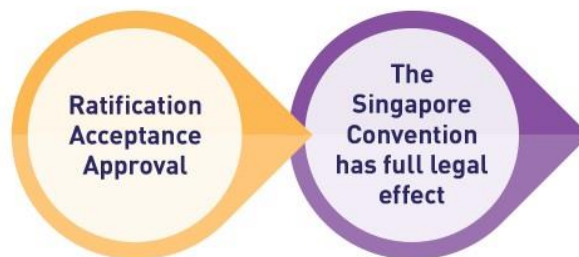 Ratification
Acceptance
Approval
The
Singapore
Convention
has full legal
effect